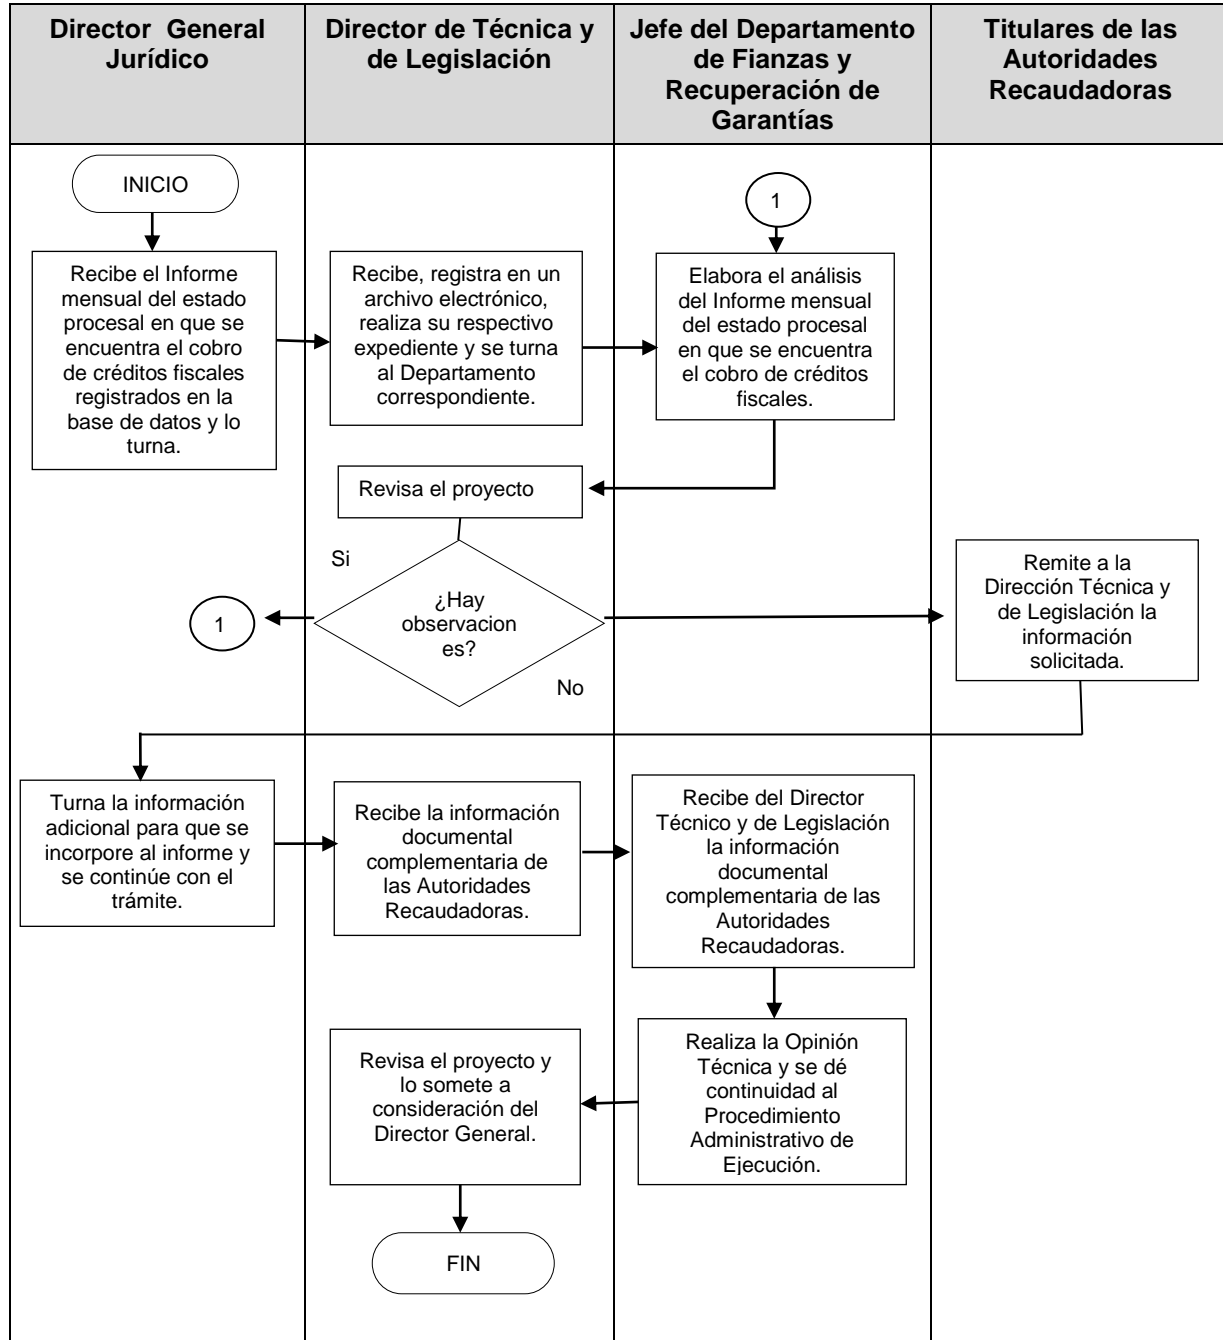 Director General
Jurídico
Director de Técnica y
de Legislación
Jefe del Departamento
de Fianzas y
Recuperación de
Garantías
Titulares de las
Autoridades
Recaudadoras
INICIO
1
Recibe el Informe
mensual del estado
procesal en que se
encuentra el cobro
de créditos fiscales
registrados en la
base de datos y lo
turna.
Recibe, registra en un
archivo electrónico,
realiza su respectivo
expediente y se turna
al Departamento
correspondiente.
Elabora el análisis
del Informe mensual
del estado procesal
en que se encuentra
el cobro de créditos
fiscales.
Revisa el proyecto
Si
¿Hay
observacion
es?
1
No
Remite a la
Dirección Técnica y
de Legislación la
información
solicitada.
Turna la información
adicional para que se
incorpore al informe y
se continúe con el
trámite.
Recibe la información
documental
complementaria de
las Autoridades
Recaudadoras.
Recibe del Director
Técnico y de Legislación
la información
documental
complementaria de las
Autoridades
Recaudadoras.
Realiza la Opinión
Técnica y se dé
continuidad al
Procedimiento
Administrativo de
Ejecución.
Revisa el proyecto y
lo somete a
consideración del
Director General.
FIN